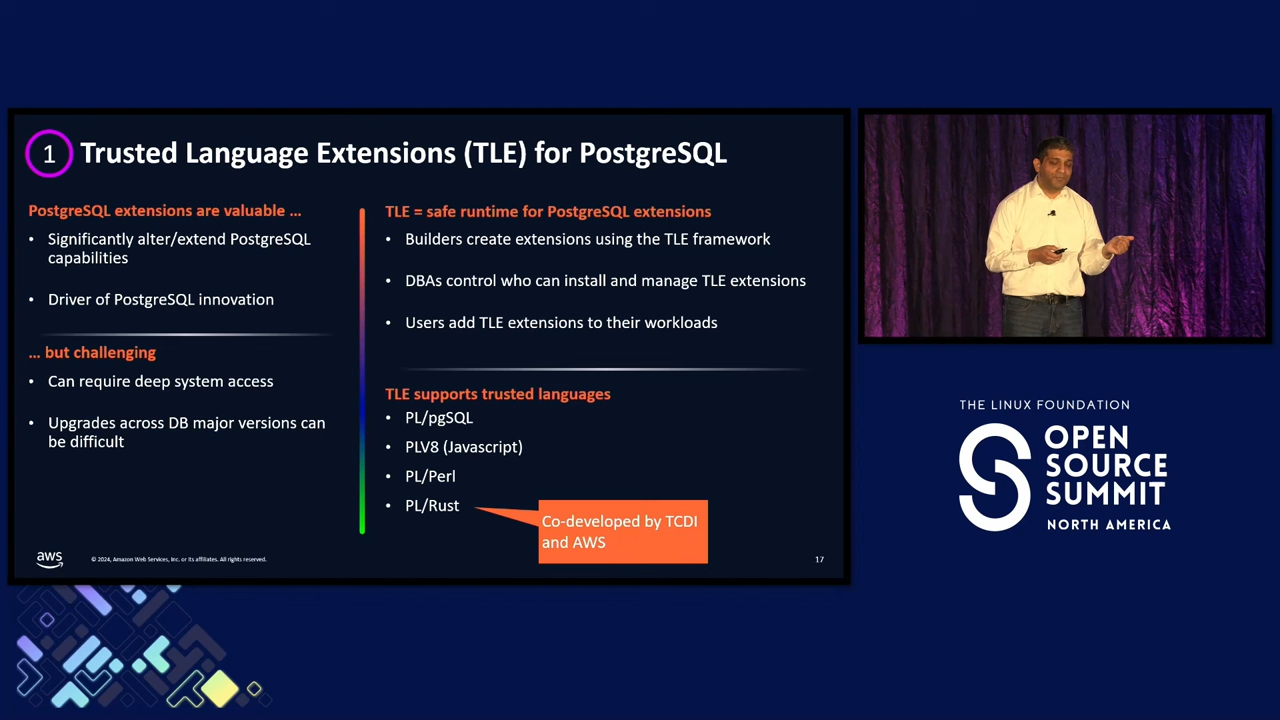 1
Trusted Language Extensions (TLE) for PostgreSQL
PostgreSQL extensions are valuable ...
• Significantly alter/extend PostgreSQL
capabilities
• Driver of PostgreSQL innovation
... but challenging
• Can require deep system access
• Upgrades across DB major versions can
be difficult
TLE = safe runtime for PostgreSQL extensions
• Builders create extensions using the TLE framework
• DBAs control who can install and manage TLE extensions
• Users add TLE extensions to their workloads
TLE supports trusted languages
• PL/pgSQL
• PLV8 (Javascript)
• PL/Perl
• PL/Rust
Co-developed by TCDI
and AWS
aws
© 2024, Amazon Web Services, Inc. or its affiliates. All rights reserved.
17
THE LINUX FOUNDATION
OPEN
SOURCE
SUMMIT
NORTH AMERICA